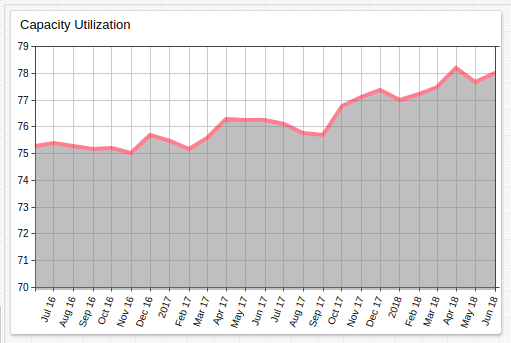 Capacity Utilization
79
78
77
76
75
74
73
72
71
70
Jul 16
Aug 16
Sep 16
Oct 16
Nov 16
Dec 16
2017
Feb 17
Mar 17
Apr 17
May 17
Jun 17
Jul 17
Aug 17
Sep 17
Oct 17
Nov 17
Dec 17
2018
Feb 18
Mar 18
Apr 18
May 18
Jun 18